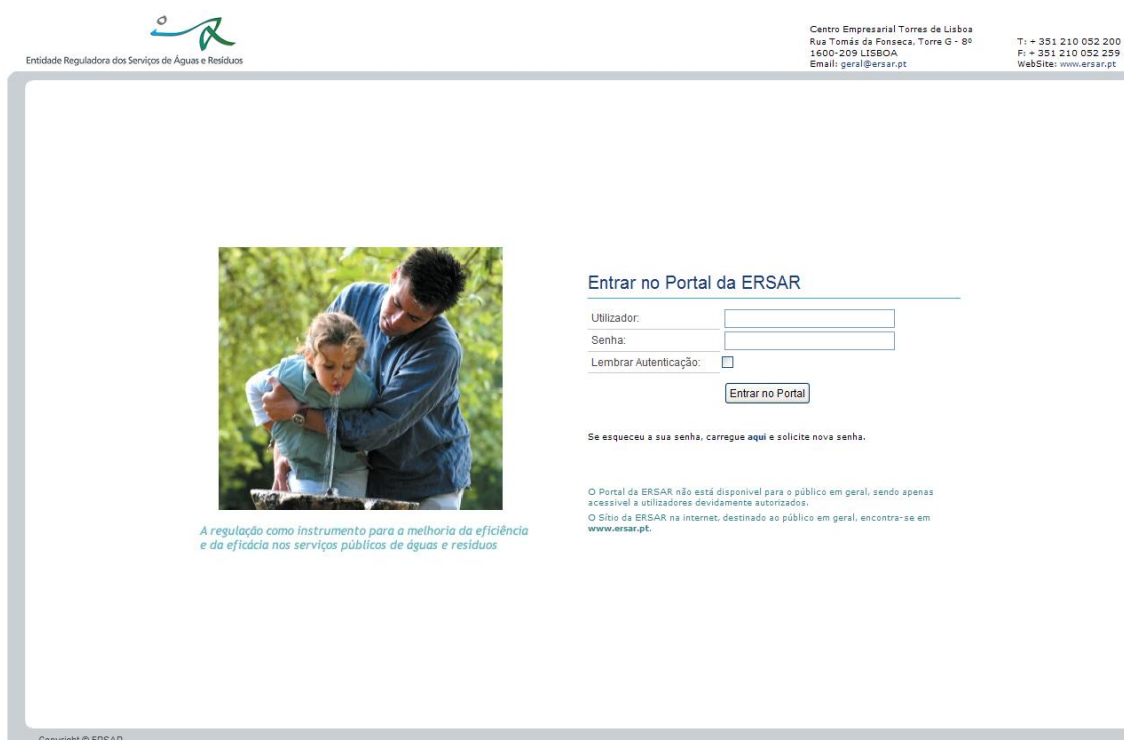 Entidade Reguladora dos Serviços de Águas e Resíduos
Centro Empresarial Torres de Lisboa
Rua Tomás da Fonseca, Torre G - 8º
1600-209 LISBOA
Email: geral@ersar.pt
T: + 351 210 052 200
F: + 351 210 052 259
WebSite: www.ersar.pt
Entrar no Portal da ERSAR
Utilizador:
Senha:
Lembrar Autenticação:
Entrar no Portal
Se esqueceu a sua senha, carregue aqui e solicite nova senha.
O Portal da ERSAR não está disponivel para o público em geral, sendo apenas
acessivel a utilizadores devidamente autorizados.
O Sítio da ERSAR na internet, destinado ao público em geral, encontra-se em
www.ersar.pt.
A regulação como instrumento para a melhoria da eficiência
e da eficácia nos serviços públicos de águas e resíduos
Copyright © ERSAR